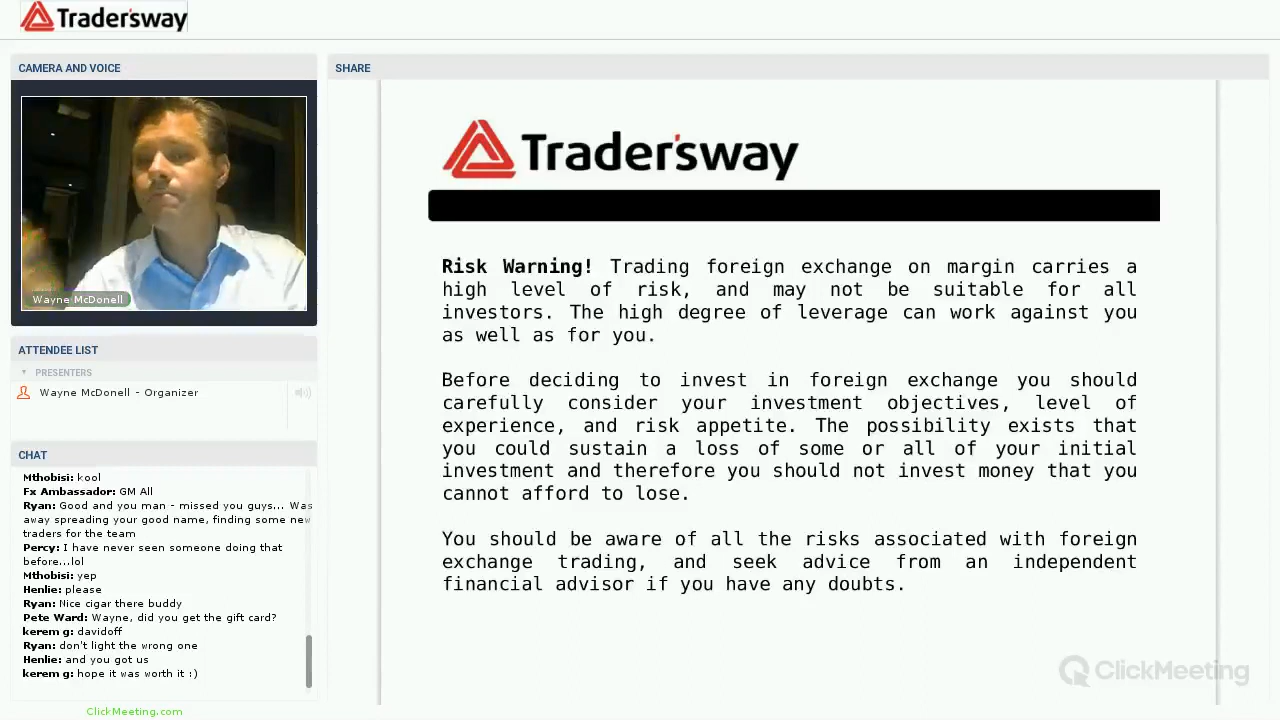 Tradersway
CAMERA AND VOICE
SHARE
Wayne McDonell
ATTENDEE LIST
PRESENTERS
Wayne McDonell - Organizer
CHAT
Mthobisi: kool
Fx Ambassador: GM All
Ryan: Good and you man - missed you guys... Was
away spreading your good name, finding some new
traders for the team
Percy: I have never seen someone doing that
before...lol
Mthobisi: yep
Henlie: please
Ryan: Nice cigar there buddy
Pete Ward: Wayne, did you get the gift card?
kerem g: davidoff
Ryan: don't light the wrong one
Henlie: and you got us
kerem g: hope it was worth it :)
ClickMeeting.com
Trader'sway
Risk Warning! Trading foreign exchange on margin carries a
high level of risk, and may not be suitable for all
investors. The high degree of leverage can work against you
as well as for you.
Before deciding to invest in foreign exchange you should
carefully consider your investment objectives, level of
experience, and risk appetite. The possibility exists that
you could sustain a loss of some or all of your initial
investment and therefore you should not invest money that you
cannot afford to lose.
You should be aware of all the risks associated with foreign
exchange trading, and seek advice from an independent
financial advisor if you have any doubts.
ClickMeeting